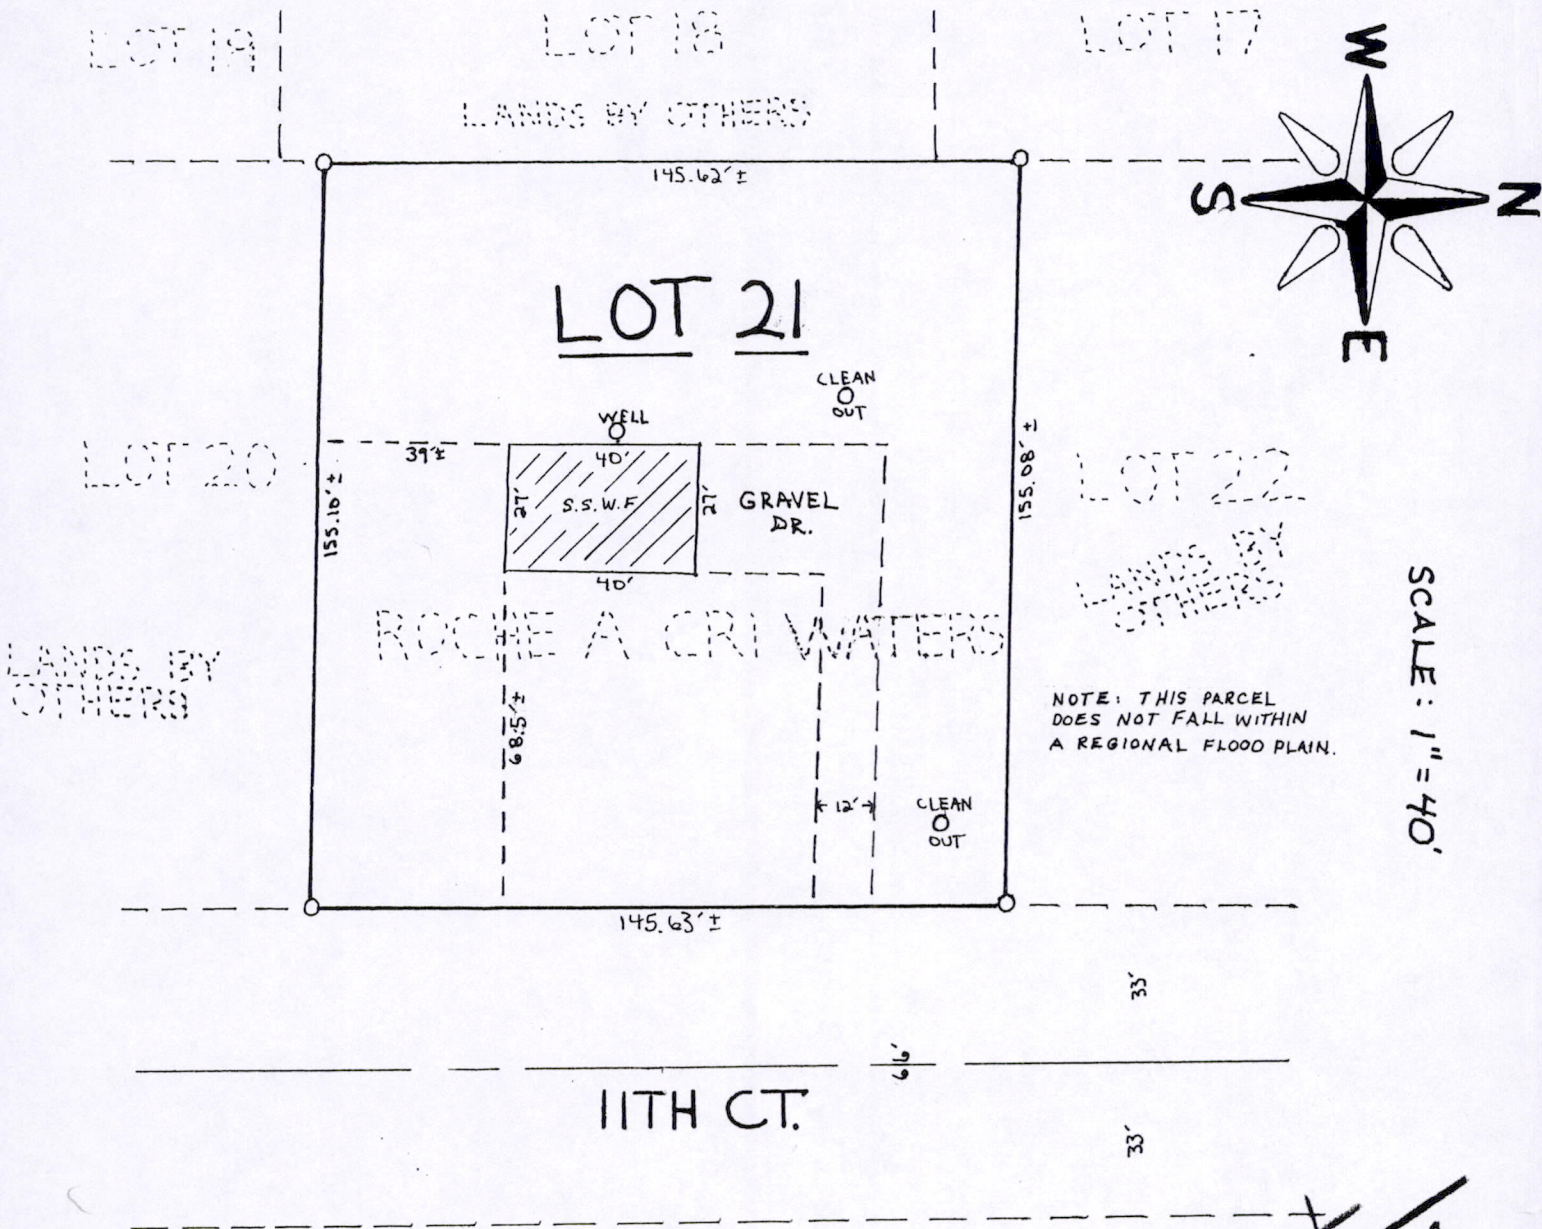 LOT 19
LOT 18
LOT 17
LANDS BY OTHERS
W
N
S
E
145.62'±
LOT 21
CLEAN
OUT
WELL
39'±
40'
27'
S.S.W.F
27'
GRAVEL
DR.
40'
LOT 20
155.10'±
155.08'±
LOT 22
LANDS BY
OTHERS
SCALE: 1"=40'
ROCHE A CRI WATERS
LANDS BY
OTHERS
68.5'±
NOTE: THIS PARCEL
DOES NOT FALL WITHIN
A REGIONAL FLOOD PLAIN.
12'
CLEAN
OUT
145.63'±
33'
66'
11TH CT.
33'